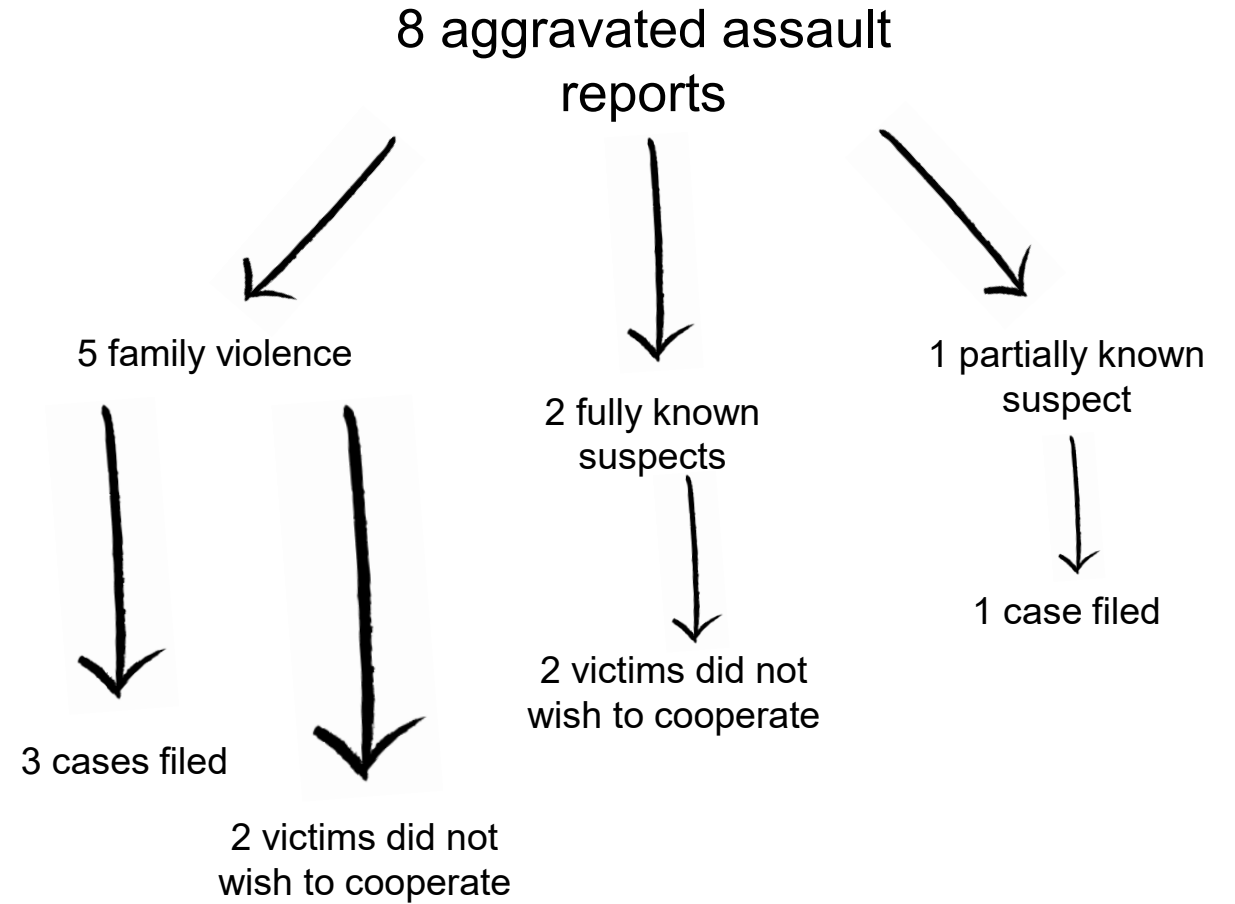 8 aggravated assault
reports
5 family violence
2 fully known
suspects
1 partially known
suspect
3 cases filed
2 victims did not
wish to cooperate
2 victims did not
wish to cooperate
1 case filed